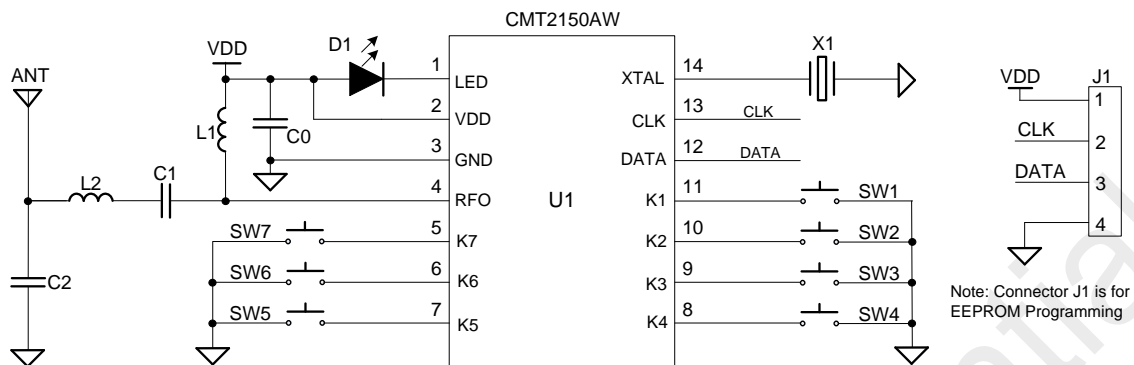 CMT2150AW
ANT
VDD
D1
L1
C0
L2
C1
C2
1
LED
2
VDD
3
GND
4
RFO
SW7
5
K7
SW6
6
K6
SW5
7
K5
U1
XTAL
14
X1
CLK
13
CLK
DATA
12
DATA
K1
11
SW1
K2
10
SW2
K3
9
SW3
K4
8
SW4
J1
VDD
1
CLK
2
DATA
3
4
Note: Connector J1 is for
EEPROM Programming